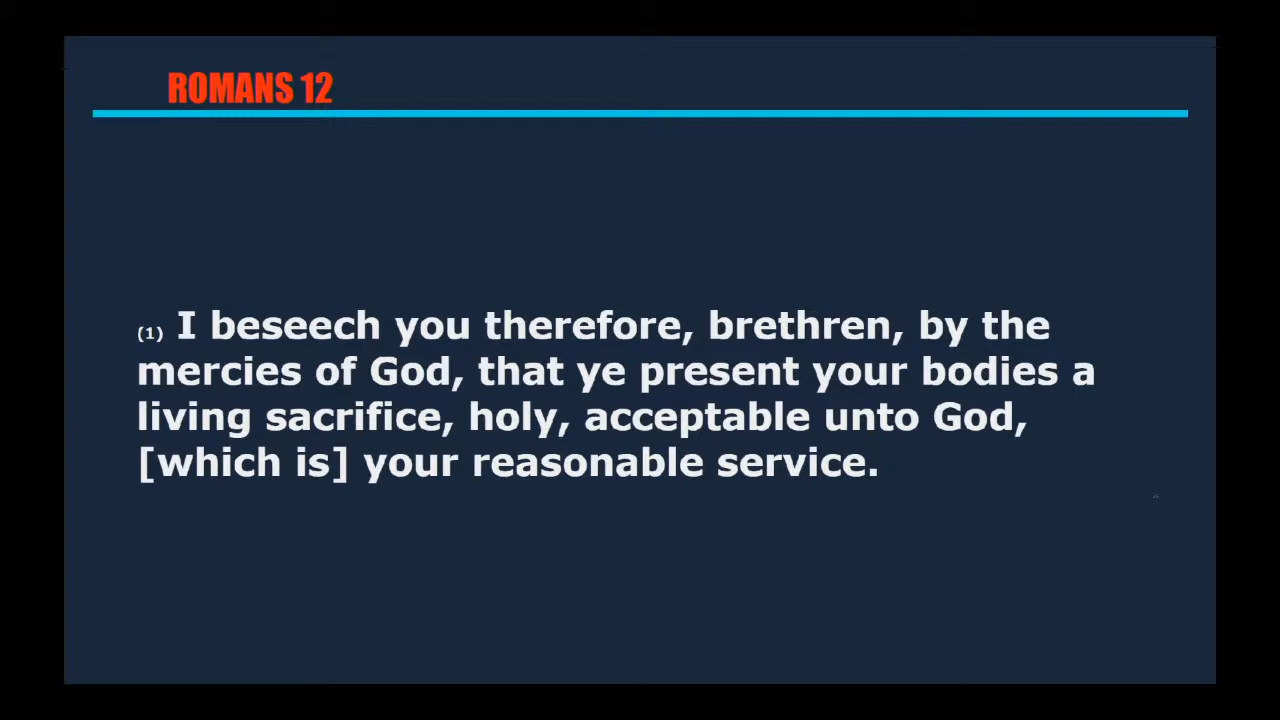 ROMANS 12
(1) I beseech you therefore, brethren, by the
mercies of God, that ye present your bodies a
living sacrifice, holy, acceptable unto God,
[which is] your reasonable service.